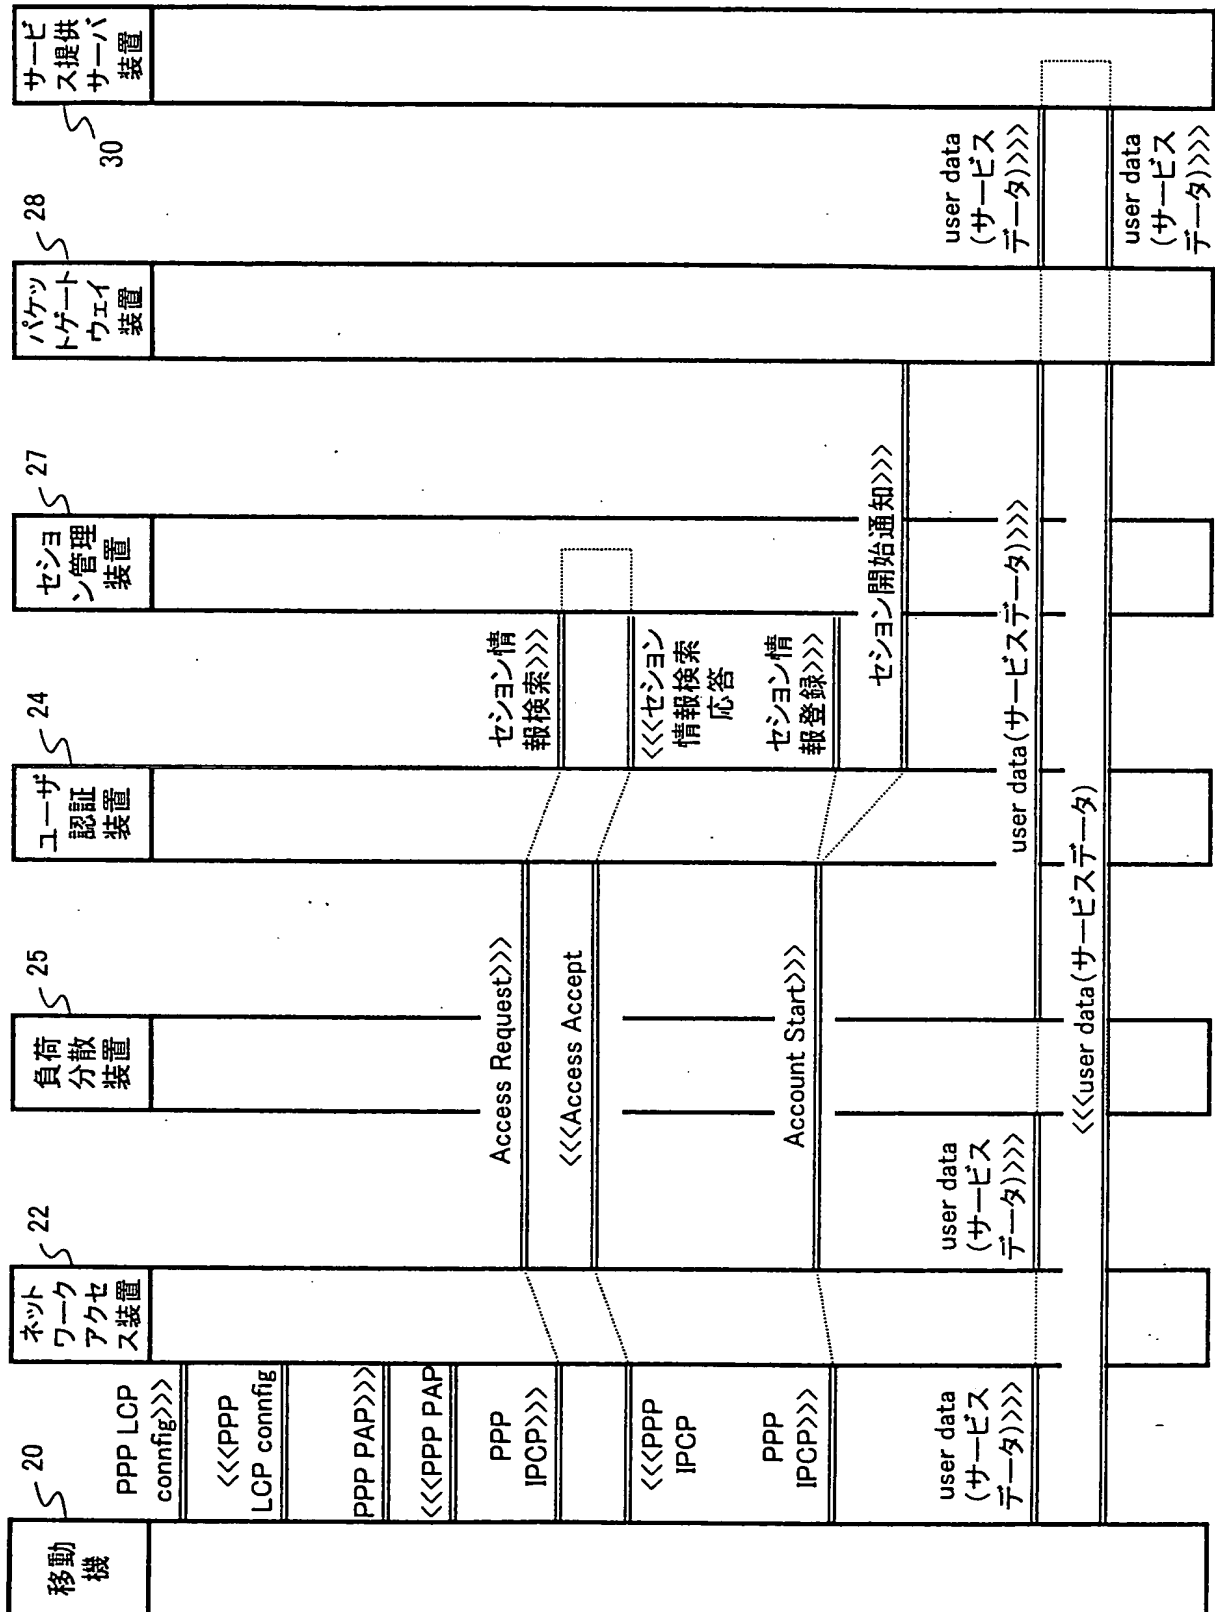 移動
機
20
ネット
ワーク
アクセ
ス装置
22
負荷
分散
装置
25
ユーザ
認証
装置
24
セショ
ン管理
装置
27
パケッ
トゲート
ウェイ
装置
28
サービ
ス提供
サーバ
装置
30
PPP LCP
connfig>>>
<<<PPP
LCP connfig
PPP PAP>>>
<<<PPP PAP
PPP
IPCP>>>
Access Request>>>
セション情
報検索>>>
<<<セション
情報検索
応答
<<<Access Accept
<<<PPP
IPCP
PPP
IPCP>>>
Account Start>>>
セション情
報登録>>>
セション開始通知>>>
user data
(サービス
データ)>>>>
user data
(サービス
データ)>>>>
user data(サービスデータ)>>>>
user data
(サービス
データ)>>>>
user data
(サービス
データ)>>>>
<<<user data(サービスデータ)